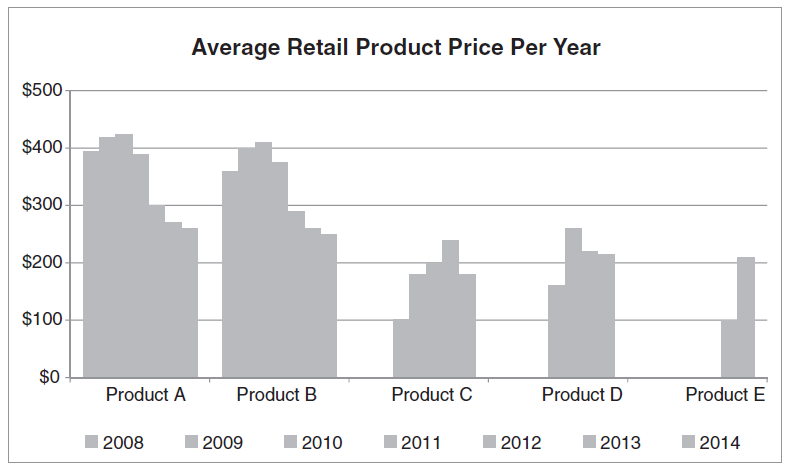 Average Retail Product Price Per Year
$500
$400
$300
$200
$100
$0
Product A Product B Product C Product D Product E
2008 2009 2010 2011 2012 2013 2014